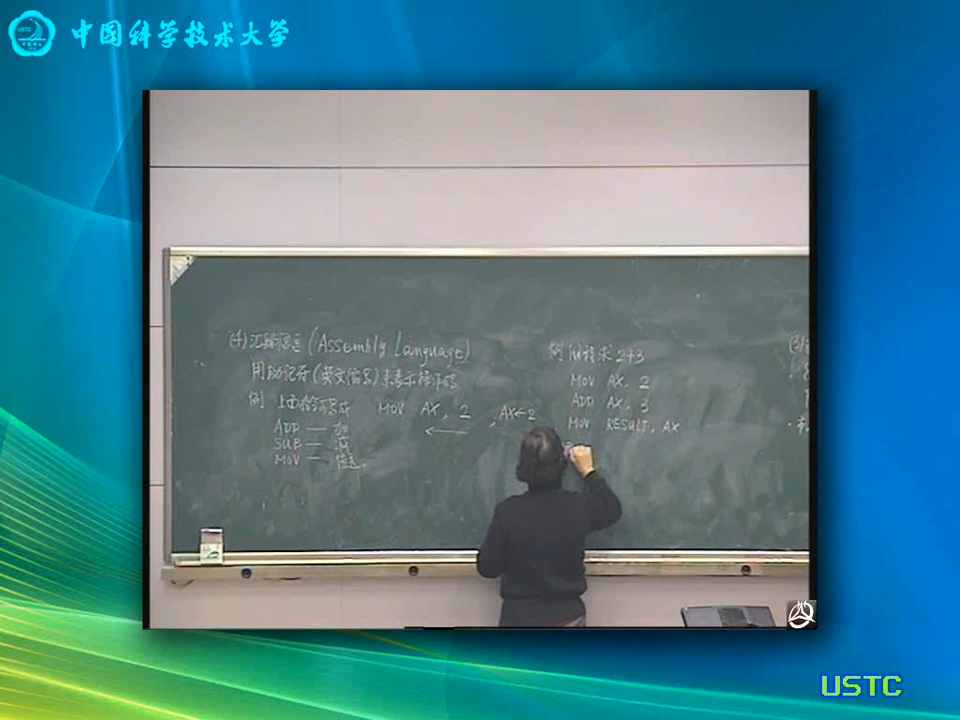 中国科学技术大学
(4)汇编语言(Assembly Language)
用助记符(英文缩写)来表示操作码
例 上面指令写成 MOV AX, 2 ; AX←2
ADD — 加
SUB — 减
MOV — 传送.
例 求2+3
MOV AX, 2
ADD AX, 3
MOV RESULT, AX
USTC